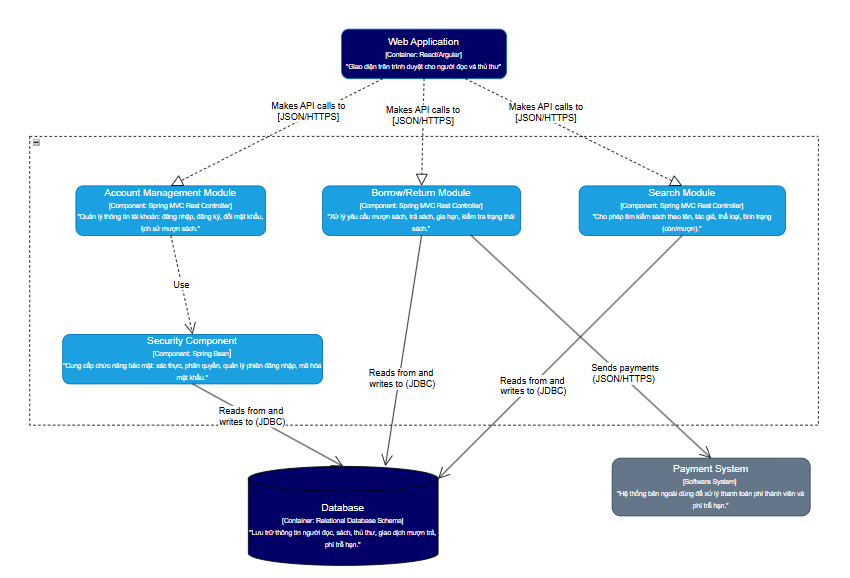 Web Application
[Container: React/Argular]
"Giao diện trên trình duyệt cho người đọc và thủ thư"
Makes API calls to
[JSON/HTTPS]
Makes API calls to
[JSON/HTTPS]
Makes API calls to
[JSON/HTTPS]
Account Management Module
[Component: Spring MVC Rest Controller]
"Quản lý thông tin tài khoản: đăng nhập, đăng ký, đổi mật khẩu,
lịch sử mượn sách."
Borrow/Return Module
[Component: Spring MVC Rest Controller]
"Xử lý yêu cầu mượn sách, trả sách, gia hạn, kiểm tra trạng thái
sách."
Search Module
[Component: Spring MVC Rest Controller]
"Cho phép tìm kiếm sách theo tên, tác giả, thể loại, tình trạng
(còn/mượn)."
Use
Security Component
[Component: Spring Bean]
"Cung cấp chức năng bảo mật: xác thực, phân quyền, quản lý phiên đăng nhập, mã hóa
mật khẩu."
Reads from and
writes to (JDBC)
Reads from and
writes to (JDBC)
Reads from and
writes to (JDBC)
Sends payments
(JSON/HTTPS)
Database
[Container: Relational Database Schema]
"Lưu trữ thông tin người đọc, sách, thủ thư, giao dịch mượn trả,
phí trễ hạn."
Payment System
[Software System]
"Hệ thống bên ngoài dùng để xử lý thanh toán phí thành viên và
phí trễ hạn."